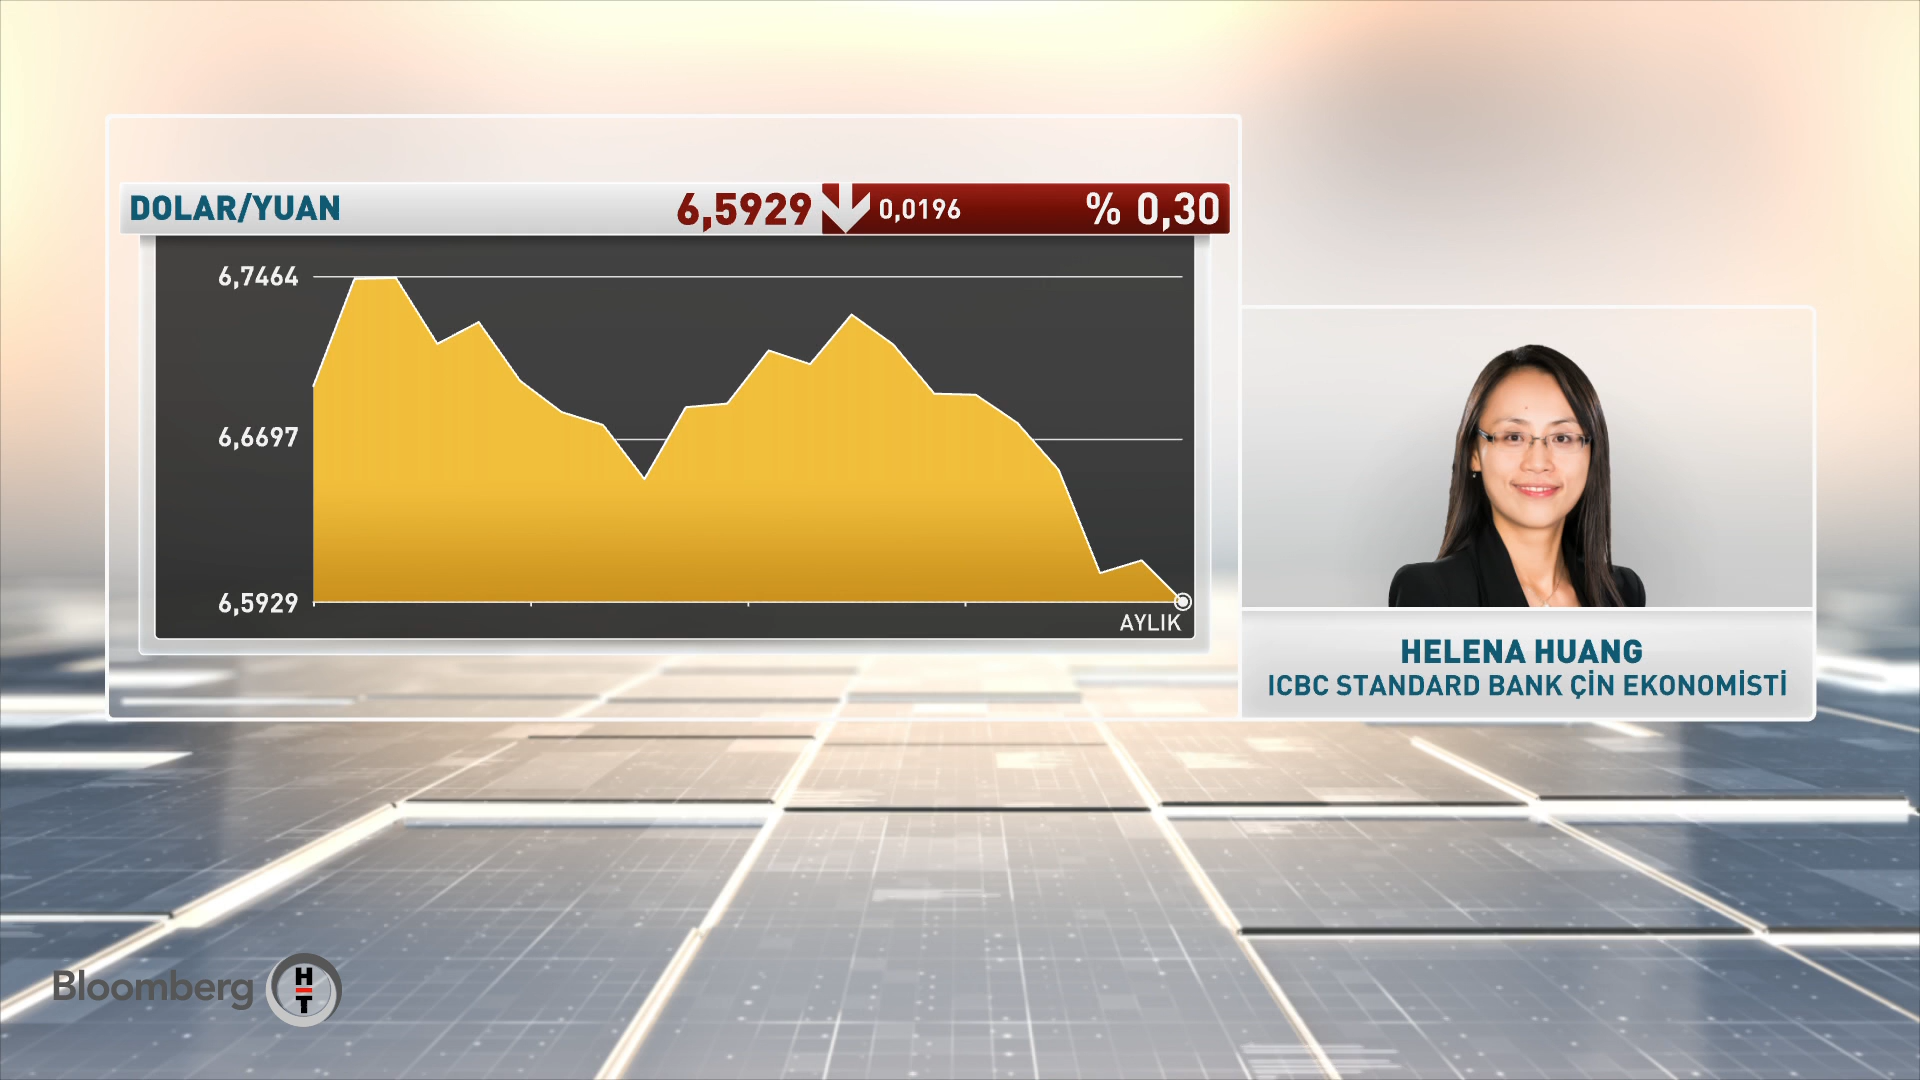 DOLAR/YUAN 6,5929 0,0196 % 0,30
6,7464
6,6697
6,5929
AYLIK
HELENA HUANG
ICBC STANDARD BANK ÇİN EKONOMİSTİ
Bloomberg HT